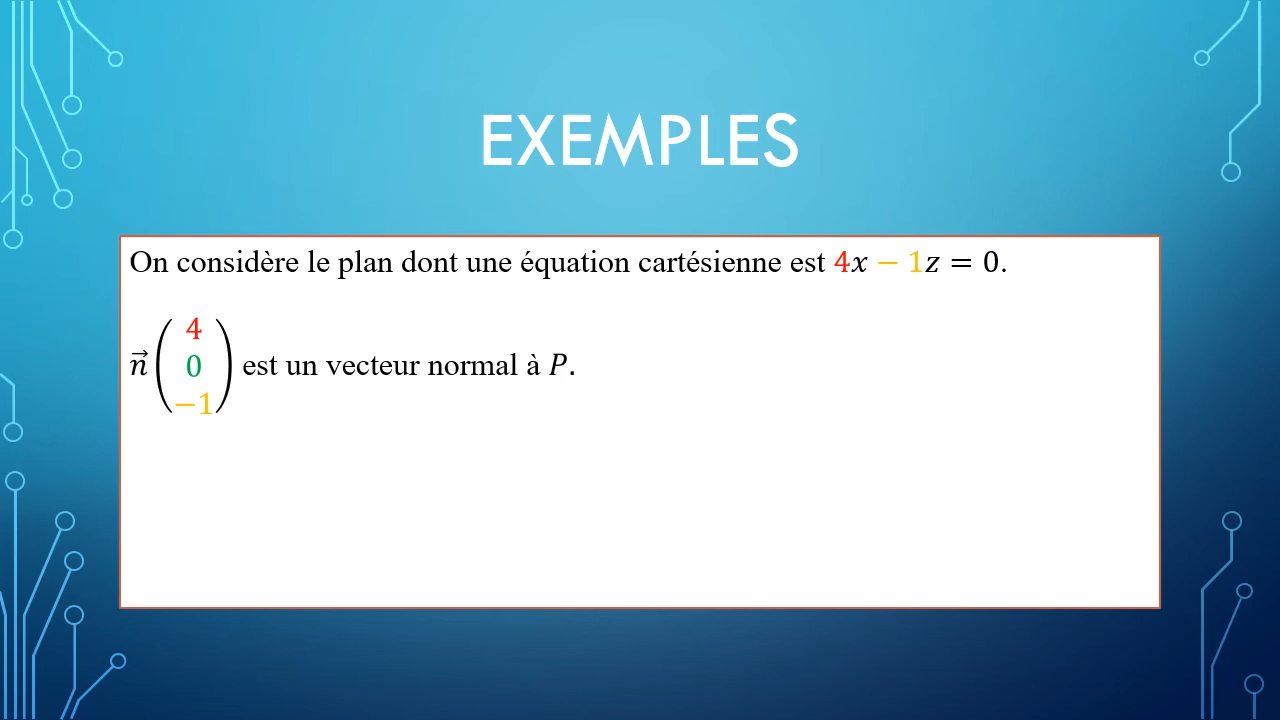 EXEMPLES
On considère le plan dont une équation cartésienne est 4x − 1z = 0.
4
n⃗ ( 0 ) est un vecteur normal à P.
−1